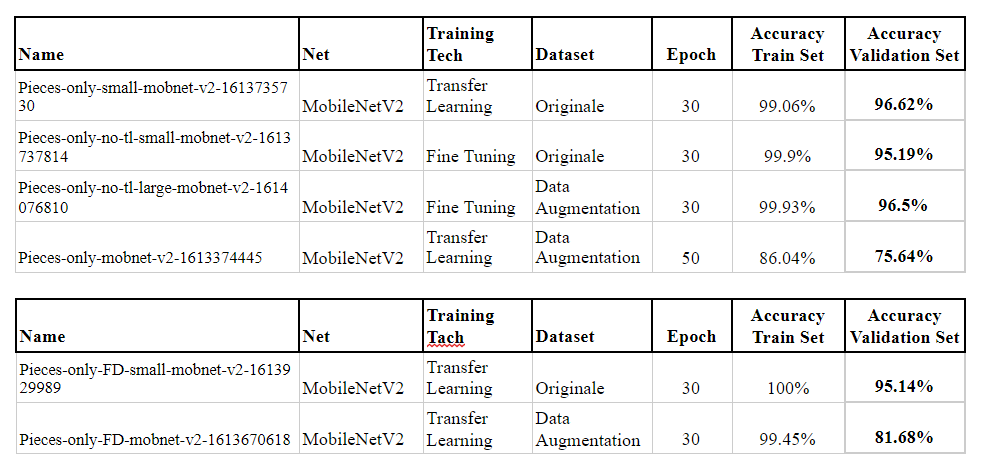 Name Net Training Tech Dataset Epoch Accuracy Train Set Accuracy Validation Set
Pieces-only-small-mobnet-v2-1613735730 MobileNetV2 Transfer Learning Originale 30 99.06% 96.62%
Pieces-only-no-tl-small-mobnet-v2-1613737814 MobileNetV2 Fine Tuning Originale 30 99.9% 95.19%
Pieces-only-no-tl-large-mobnet-v2-1614076810 MobileNetV2 Fine Tuning Data Augmentation 30 99.93% 96.5%
Pieces-only-mobnet-v2-1613374445 MobileNetV2 Transfer Learning Data Augmentation 50 86.04% 75.64%
Name Net Training Tach Dataset Epoch Accuracy Train Set Accuracy Validation Set
Pieces-only-FD-small-mobnet-v2-1613929989 MobileNetV2 Transfer Learning Originale 30 100% 95.14%
Pieces-only-FD-mobnet-v2-1613670618 MobileNetV2 Transfer Learning Data Augmentation 30 99.45% 81.68%